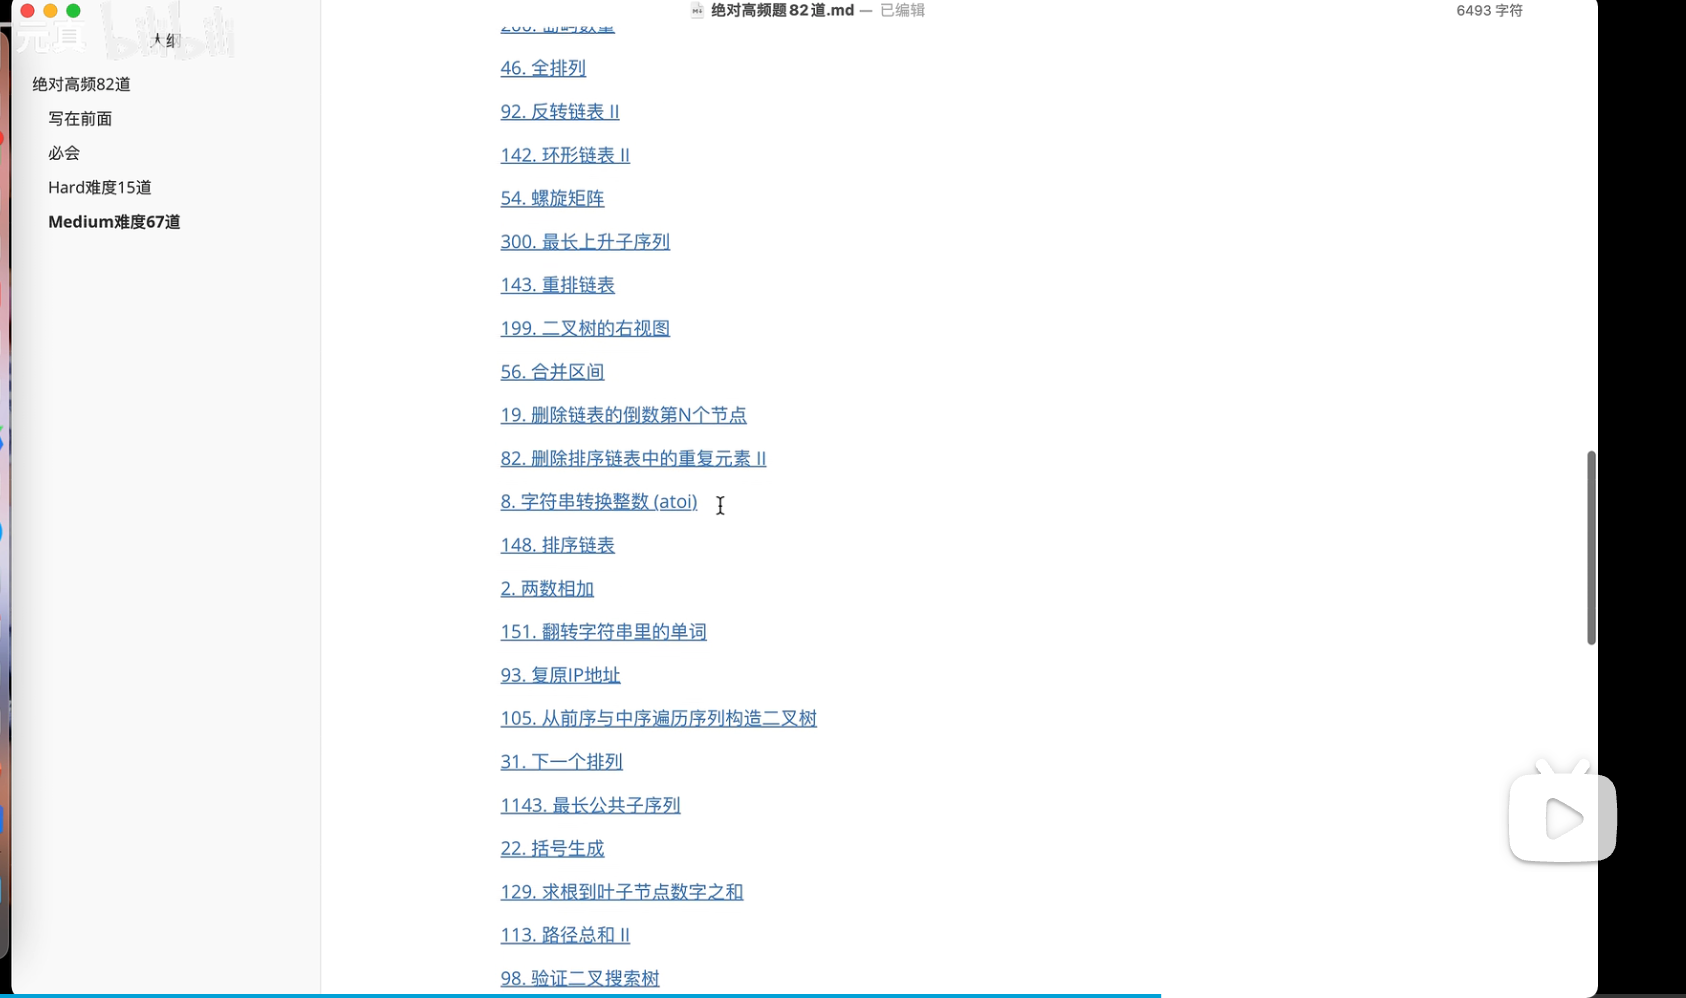 绝对高频题82道.md — 已编辑
6493 字符
元真
bilibili
大纲
绝对高频82道
写在前面
必会
Hard难度15道
Medium难度67道
200. 岛屿数量
46. 全排列
92. 反转链表 II
142. 环形链表 II
54. 螺旋矩阵
300. 最长上升子序列
143. 重排链表
199. 二叉树的右视图
56. 合并区间
19. 删除链表的倒数第N个节点
82. 删除排序链表中的重复元素 II
8. 字符串转换整数 (atoi)
148. 排序链表
2. 两数相加
151. 翻转字符串里的单词
93. 复原IP地址
105. 从前序与中序遍历序列构造二叉树
31. 下一个排列
1143. 最长公共子序列
22. 括号生成
129. 求根到叶子节点数字之和
113. 路径总和 II
98. 验证二叉搜索树